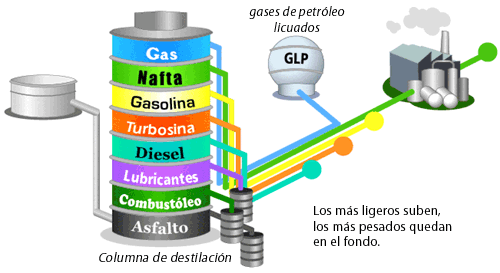 gases de petróleo
licuados
GLP
Gas
Nafta
Gasolina
Turbosina
Diesel
Lubricantes
Combustóleo
Asfalto
Columna de destilación
Los más ligeros suben,
los más pesados quedan
en el fondo.